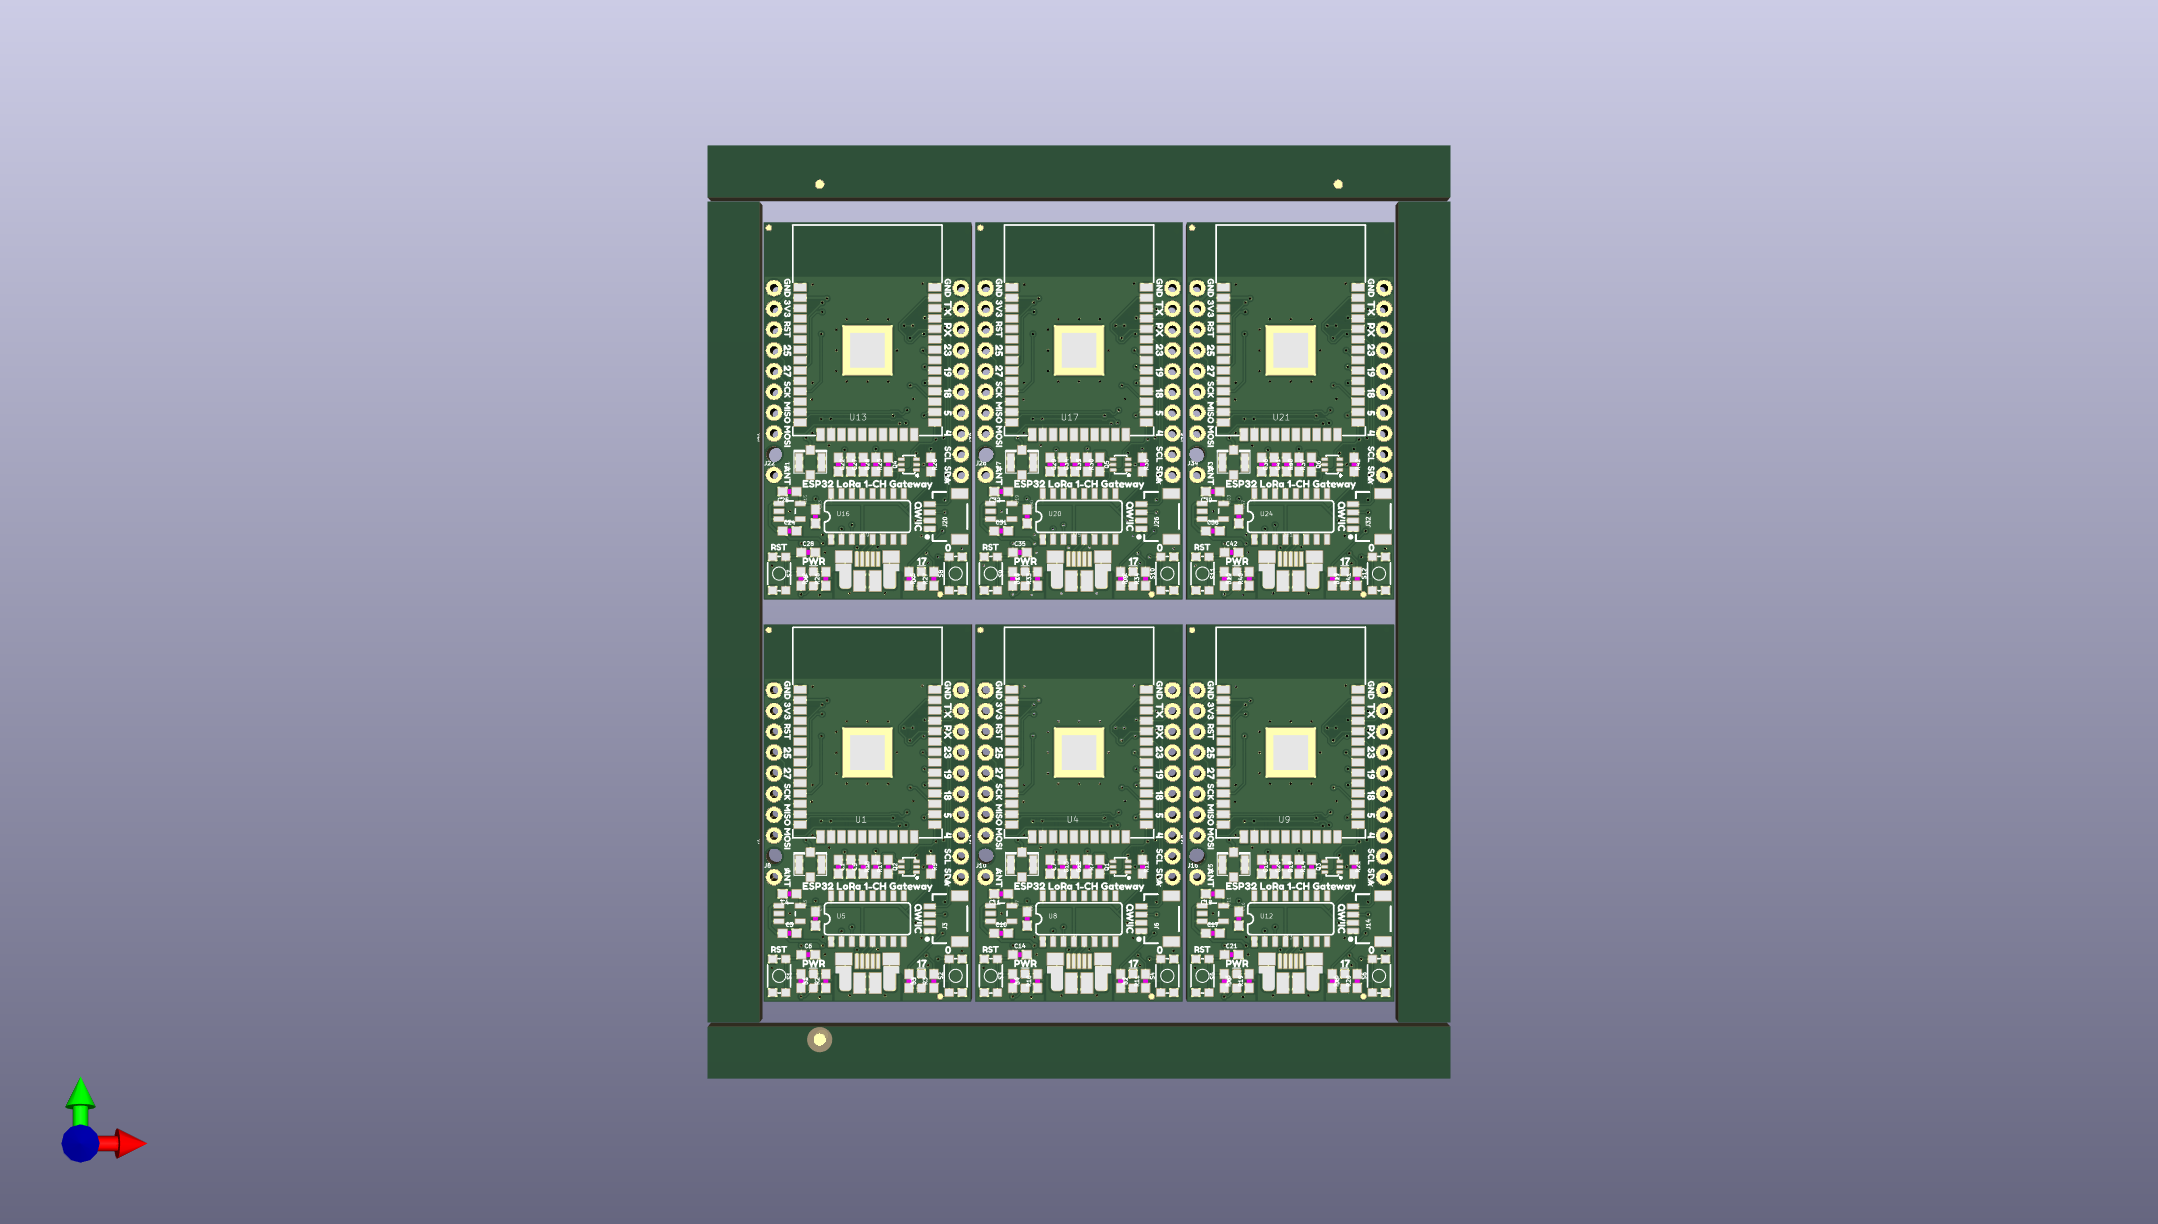 GND GND GND GND GND GND
3V3 TX 3V3 TX 3V3 TX
RST RX RST RX RST RX
25 23 25 23 25 23
27 19 27 19 27 19
SCK 18 SCK 18 SCK 18
MISO 5 MISO 5 MISO 5
U13 U17 U21
MOSI 4 MOSI 4 MOSI 4
SCL SCL SCL
J22 J28 J34
ANT SDA ANT SDA ANT SDA
ESP32 LoRa 1-CH Gateway ESP32 LoRa 1-CH Gateway ESP32 LoRa 1-CH Gateway
U16 QWIIC J20 U20 QWIIC J26 U24 QWIIC J32
RST C28 0 RST C35 0 RST C42 0
PWR 17 PWR 17 PWR 17
GND GND GND GND GND GND
3V3 TX 3V3 TX 3V3 TX
RST RX RST RX RST RX
25 23 25 23 25 23
27 19 27 19 27 19
SCK 18 SCK 18 SCK 18
MISO 5 MISO 5 MISO 5
U1 U4 U9
MOSI 4 MOSI 4 MOSI 4
SCL SCL SCL
ANT SDA J10 ANT SDA J16 ANT SDA
ESP32 LoRa 1-CH Gateway ESP32 LoRa 1-CH Gateway ESP32 LoRa 1-CH Gateway
U5 QWIIC J3 U8 QWIIC U12 QWIIC J14
RST 0 RST C14 0 RST C21 0
PWR 17 PWR 17 PWR 17